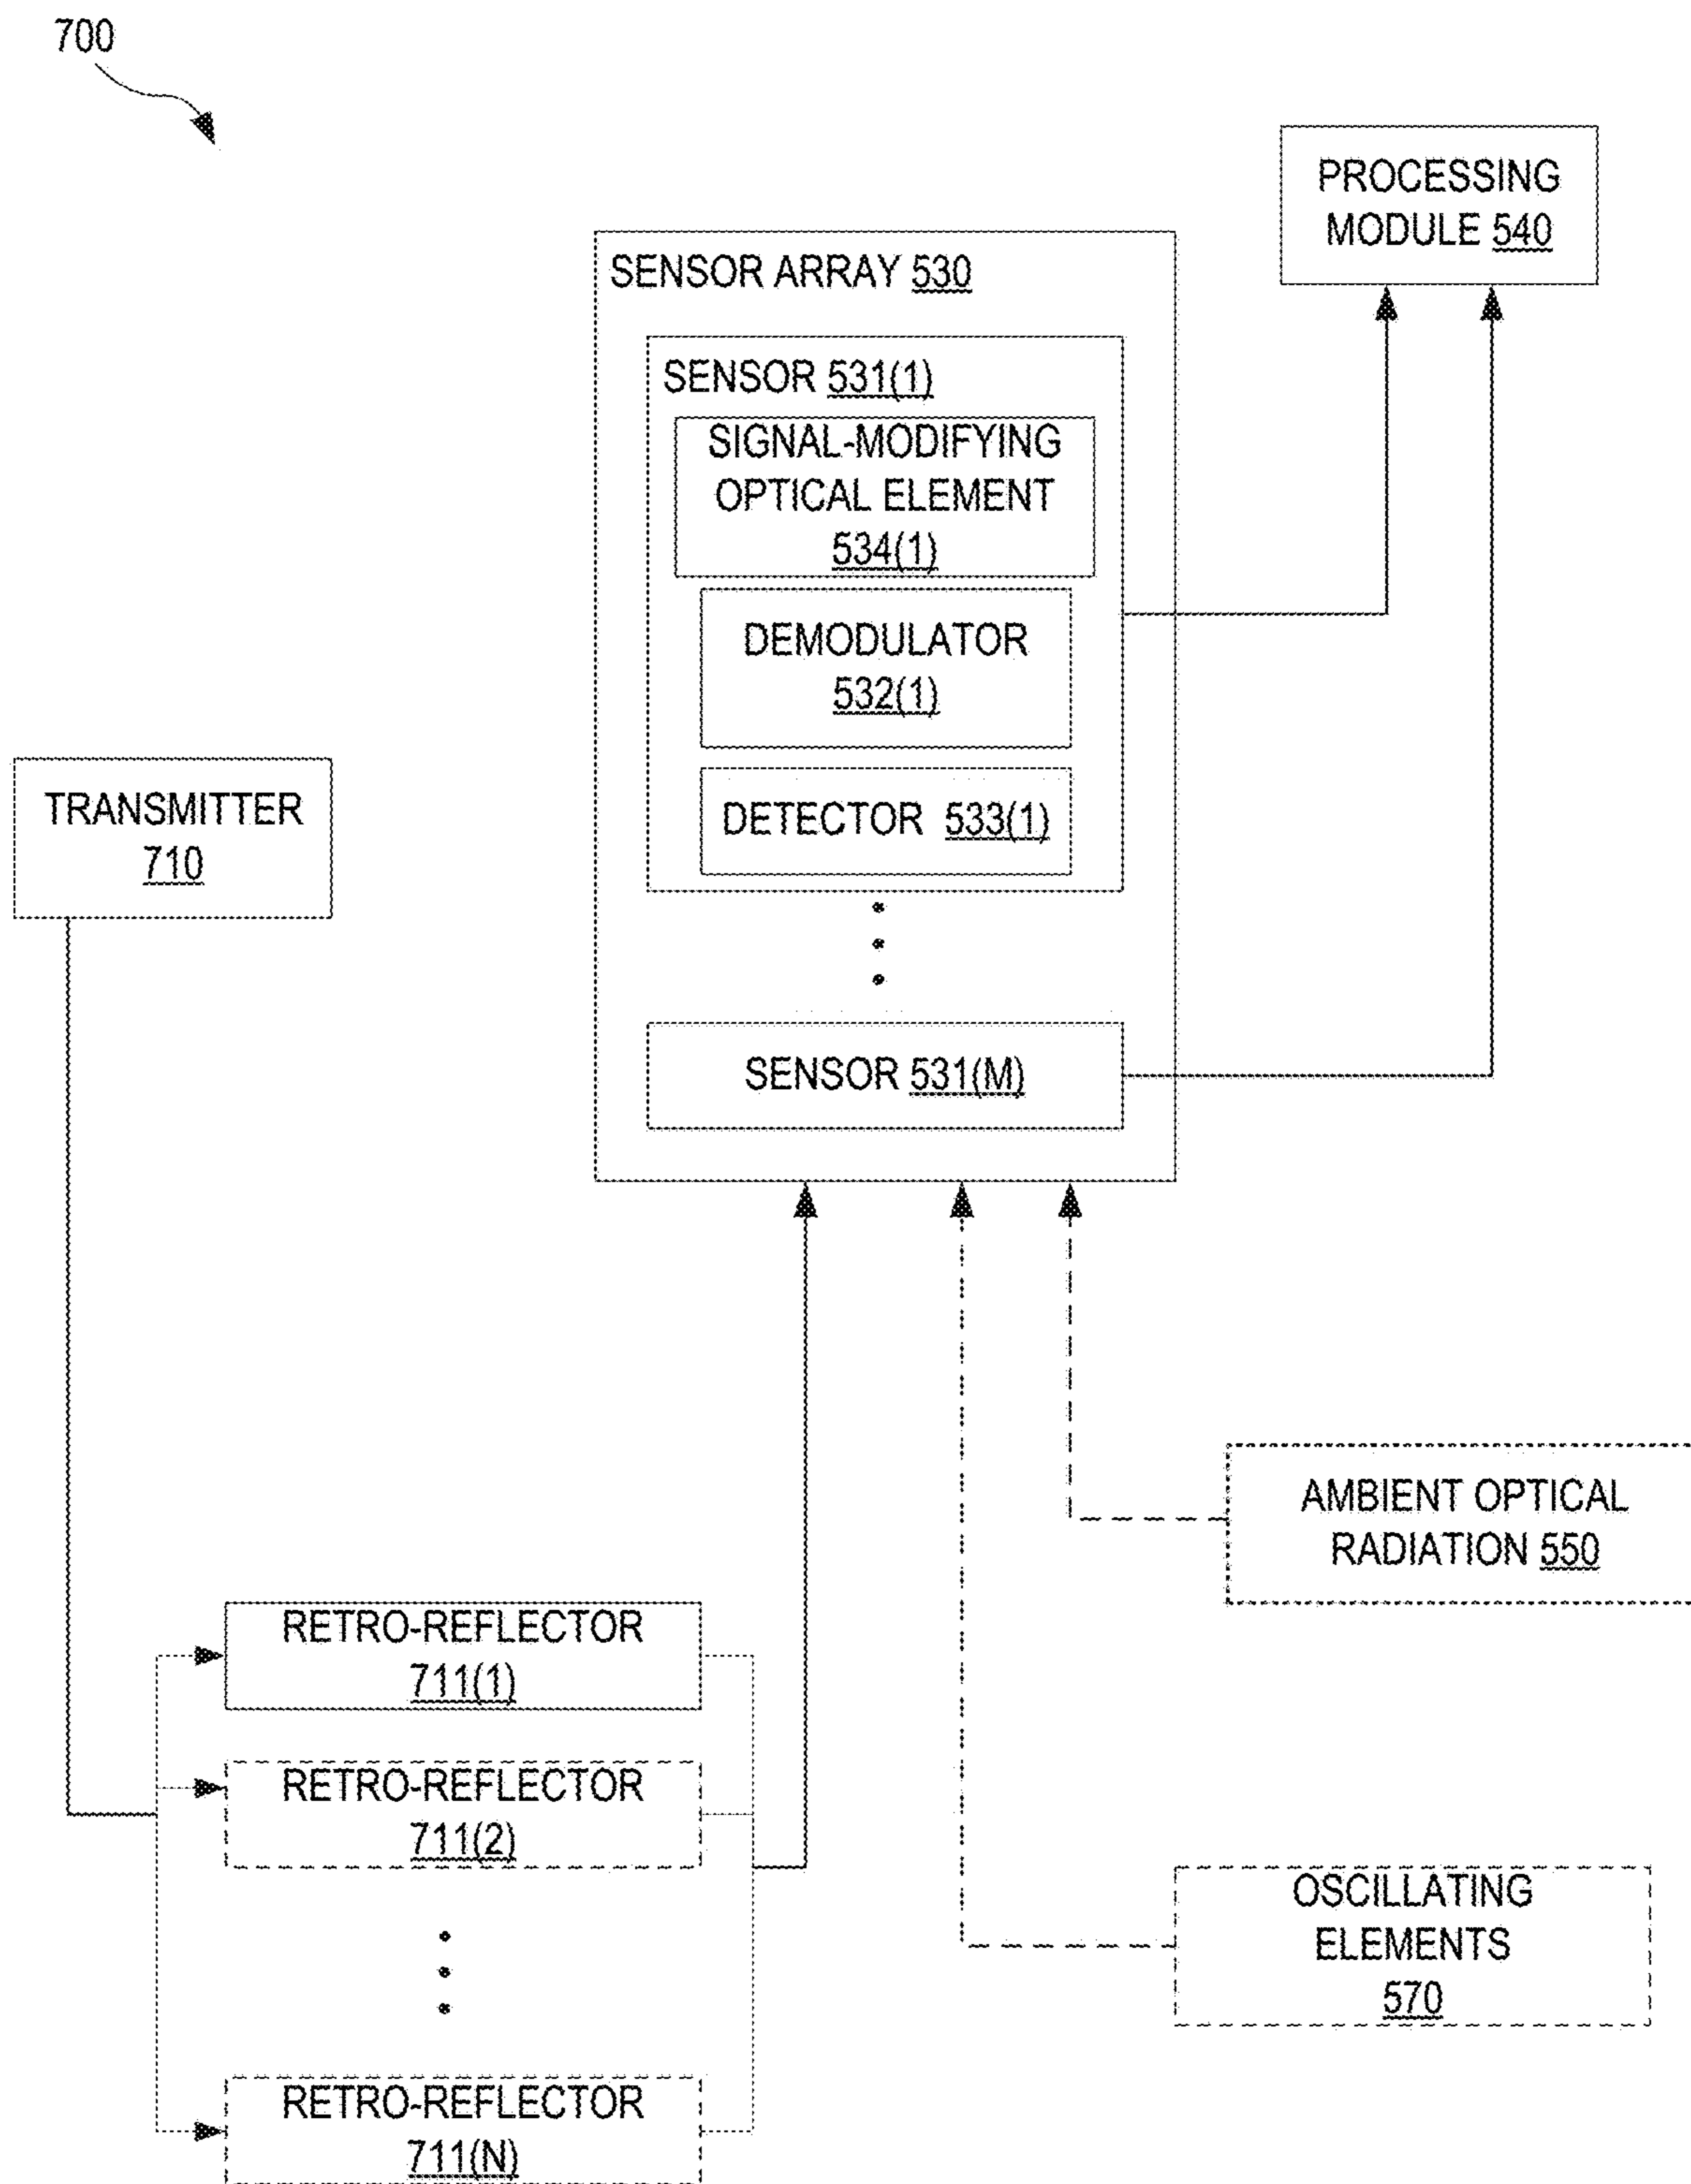 700
PROCESSING
MODULE 540
SENSOR ARRAY 530
SENSOR 531(1)
SIGNAL-MODIFYING
OPTICAL ELEMENT
534(1)
DEMODULATOR
532(1)
DETECTOR 533(1)
TRANSMITTER
710
SENSOR 531(M)
AMBIENT OPTICAL
RADIATION 550
RETRO-REFLECTOR
711(1)
RETRO-REFLECTOR
711(2)
OSCILLATING
ELEMENTS
570
RETRO-REFLECTOR
711(N)